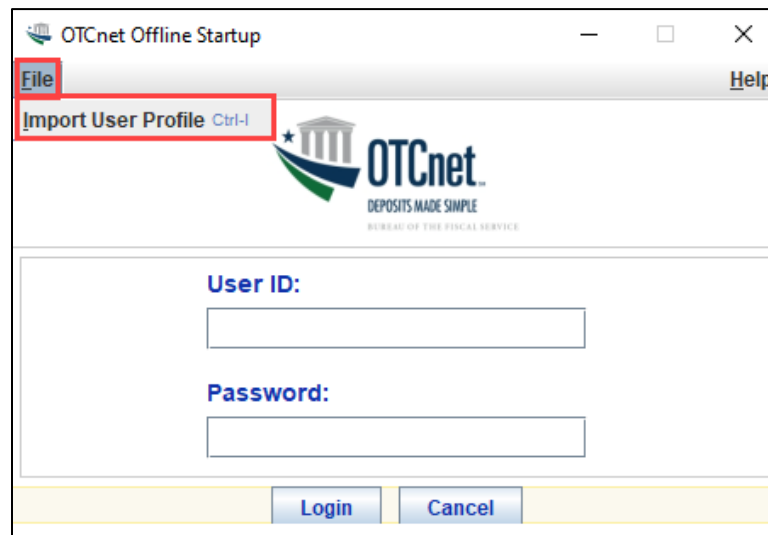 OTCnet Offline Startup
File Help
Import User Profile Ctrl-I
OTCnet
DEPOSITS MADE SIMPLE
BUREAU OF THE FISCAL SERVICE
User ID:
Password:
Login Cancel